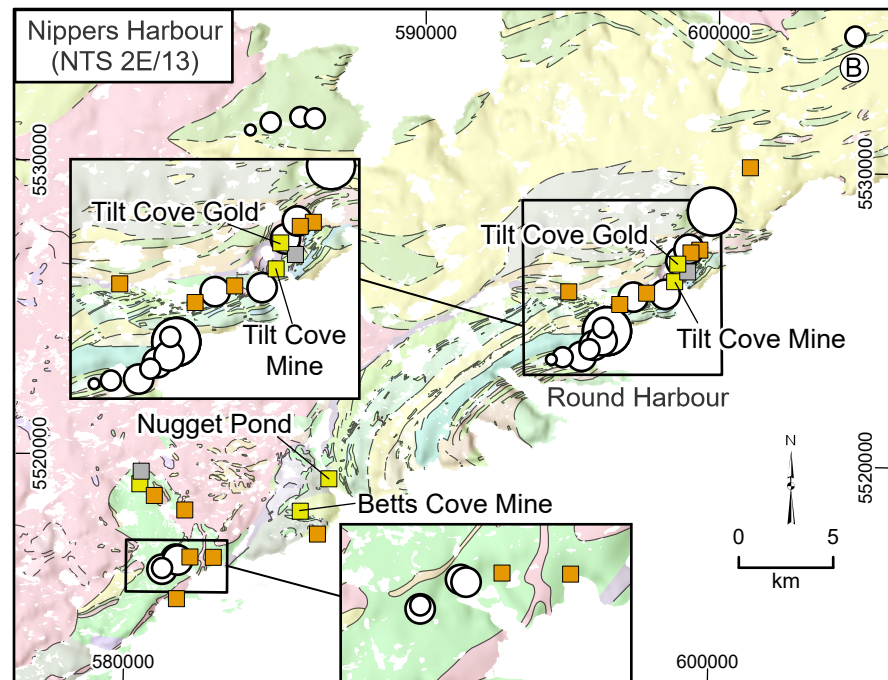 Nippers Harbour
(NTS 2E/13)
590000
600000
B
5530000
5530000
Tilt Cove Gold
Tilt Cove Gold
Tilt Cove
Mine
Tilt Cove Mine
Round Harbour
Nugget Pond
Betts Cove Mine
5520000
5520000
N
0
5
km
580000
600000